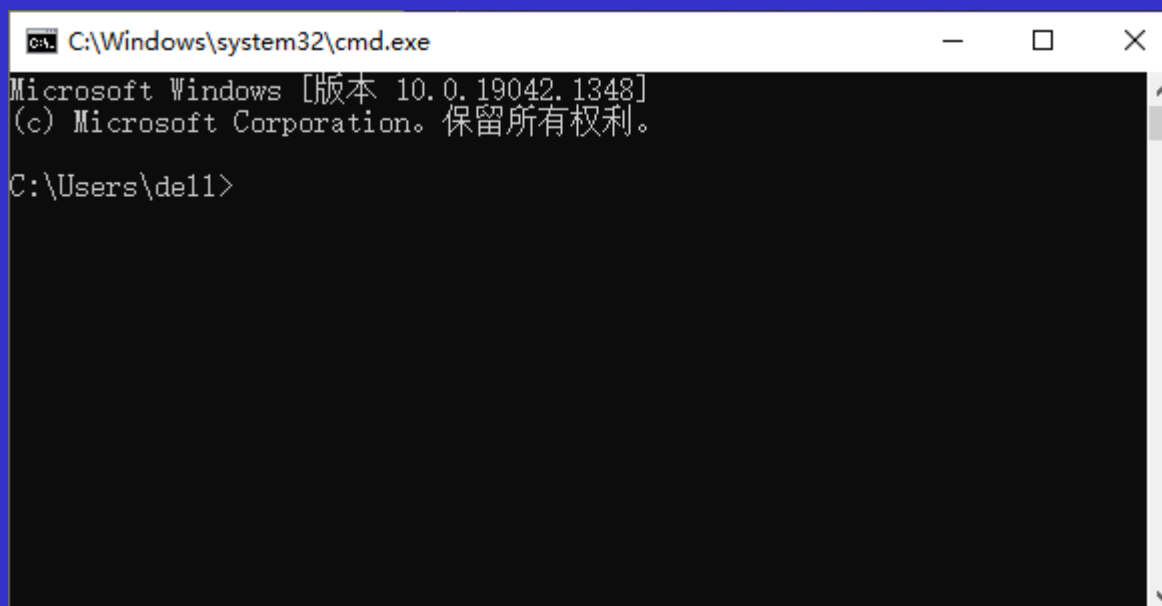 C:\Windows\system32\cmd.exe
Microsoft Windows [版本 10.0.19042.1348]
(c) Microsoft Corporation。保留所有权利。
C:\Users\dell>